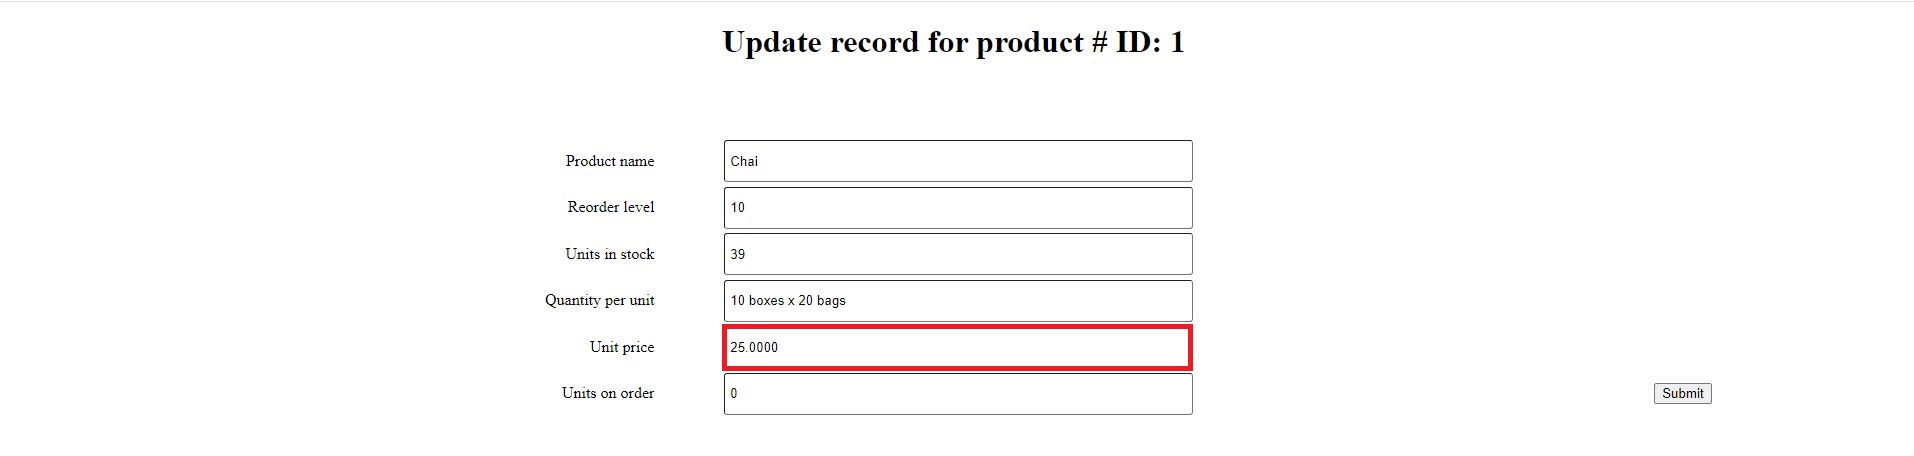 Update record for product # ID: 1
Product name Chai
Reorder level 10
Units in stock 39
Quantity per unit 10 boxes x 20 bags
Unit price 25.0000
Units on order 0 Submit